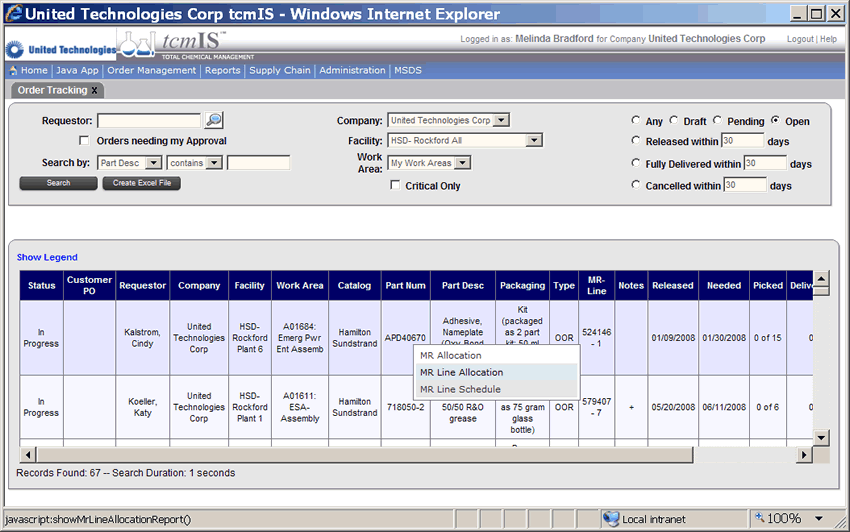 United Technologies Corp tcmIS - Windows Internet Explorer
United Technologies
tcmIS™
TOTAL CHEMICAL MANAGEMENT
Logged in as: Melinda Bradford for Company United Technologies Corp
Logout | Help
Home | Java App | Order Management | Reports | Supply Chain | Administration | MSDS
Order Tracking x
Requestor:
Company: United Technologies Corp
Any Draft Pending Open
Orders needing my Approval
Facility: HSD- Rockford All
Released within 30 days
Search by: Part Desc contains
Work Area: My Work Areas
Fully Delivered within 30 days
Search Create Excel File
Critical Only
Cancelled within 30 days
Show Legend
Status Customer PO Requestor Company Facility Work Area Catalog Part Num Part Desc Packaging Type MR-Line Notes Released Needed Picked
In Progress Kalstrom, Cindy United Technologies Corp HSD-Rockford Plant 6 A01684: Emerg Pwr Ent Assemb Hamilton Sundstrand APD40670 Adhesive, Nameplate Kit (packaged as 2 part OOR 524146 - 1 01/09/2008 01/30/2008 0 of 15
MR Allocation
MR Line Allocation
MR Line Schedule
In Progress Koeller, Katy United Technologies Corp HSD-Rockford Plant 1 A01611: ESA-Assembly Hamilton Sundstrand 718050-2 50/50 R&O grease as 75 gram glass bottle) OOR 579407 - 7 + 05/20/2008 06/11/2008 0 of 6
Records Found: 67 -- Search Duration: 1 seconds
javascript:showMrLineAllocationReport()
Local intranet
100%